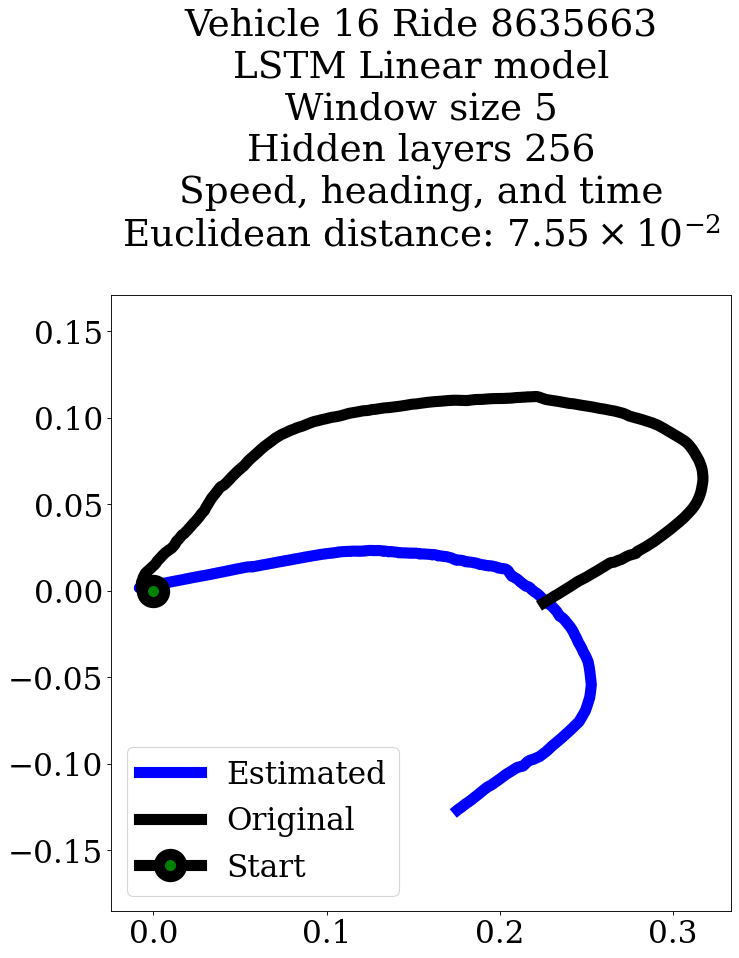 Vehicle 16 Ride 8635663
LSTM Linear model
Window size 5
Hidden layers 256
Speed, heading, and time
Euclidean distance: 7.55 × 10⁻²
0.15
0.10
0.05
0.00
−0.05
−0.10
−0.15
Estimated
Original
Start
0.0 0.1 0.2 0.3